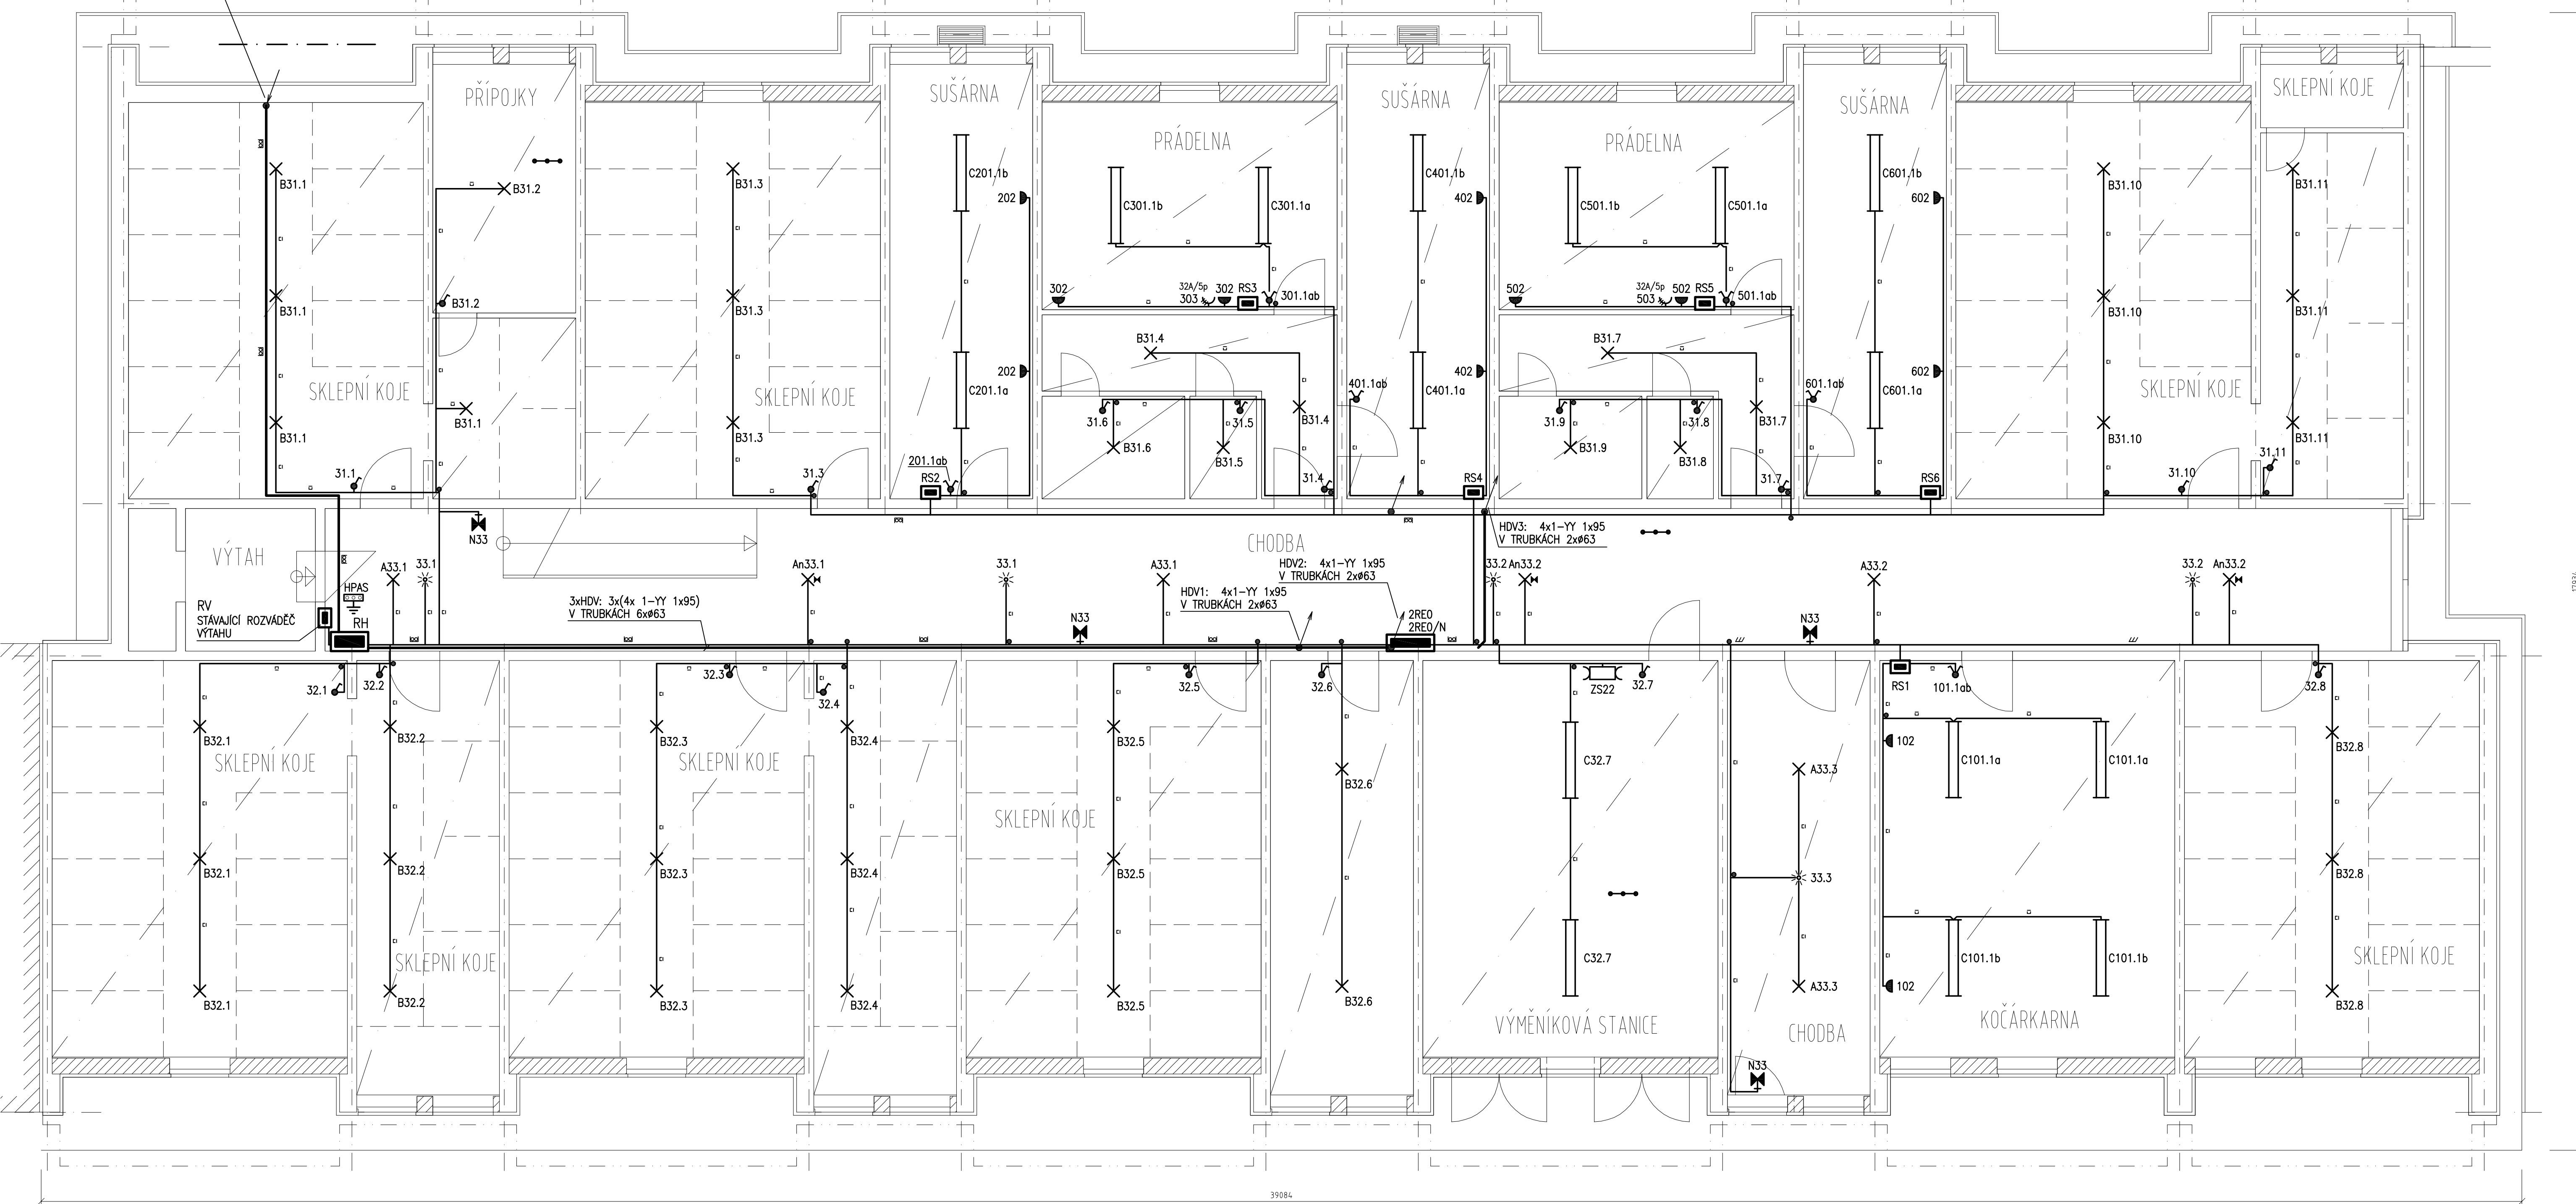 PŘÍPOJKY
SUŠÁRNA
SUŠÁRNA
SUŠÁRNA
SKLEPNÍ KOJE
PRÁDELNA
PRÁDELNA
B31.1
B31.2
B31.3
C201.1b
202
C301.1b
C301.1a
C401.1b
402
C501.1b
C501.1a
C601.1b
602
B31.10
B31.11
B31.1
B31.2
B31.3
302
32A/5p
303
302
RS3
301.1ab
502
32A/5p
503
502
RS5
501.1ab
B31.10
B31.11
B31.4
B31.7
SKLEPNÍ KOJE
SKLEPNÍ KOJE
202
C201.1a
401.1ab
402
C401.1a
601.1ab
602
C601.1a
SKLEPNÍ KOJE
B31.1
B31.1
B31.3
31.6
31.5
B31.4
31.9
31.8
B31.7
B31.10
B31.11
B31.6
B31.5
B31.9
B31.8
31.1
31.3
201.1ab
RS2
31.4
RS4
31.7
RS6
31.10
31.11
N33
VÝTAH
CHODBA
HDV3: 4x1-YY 1x95
V TRUBKÁCH 2xø63
HPAS
A33.1
33.1
An33.1
33.1
A33.1
HDV2: 4x1-YY 1x95
V TRUBKÁCH 2xø63
33.2
An33.2
A33.2
33.2
An33.2
RV
STÁVAJÍCÍ ROZVÁDĚČ
VÝTAHU
RH
3xHDV: 3x(4x 1-YY 1x95)
V TRUBKÁCH 6xø63
HDV1: 4x1-YY 1x95
V TRUBKÁCH 2xø63
N33
2RE0
2RE0/N
N33
32.1
32.2
32.3
32.4
32.5
32.6
ZS22
32.7
RS1
101.1ab
32.8
B32.1
B32.2
B32.3
B32.4
B32.5
102
B32.8
SKLEPNÍ KOJE
SKLEPNÍ KOJE
B32.6
C32.7
A33.3
C101.1a
C101.1a
SKLEPNÍ KOJE
B32.1
B32.2
B32.3
B32.4
B32.5
33.3
B32.8
SKLEPNÍ KOJE
C32.7
C101.1b
C101.1b
SKLEPNÍ KOJE
B32.1
B32.2
B32.3
B32.4
B32.5
B32.6
A33.3
102
B32.8
VÝMĚNÍKOVÁ STANICE
CHODBA
KOČÁRKARNA
N33
39084